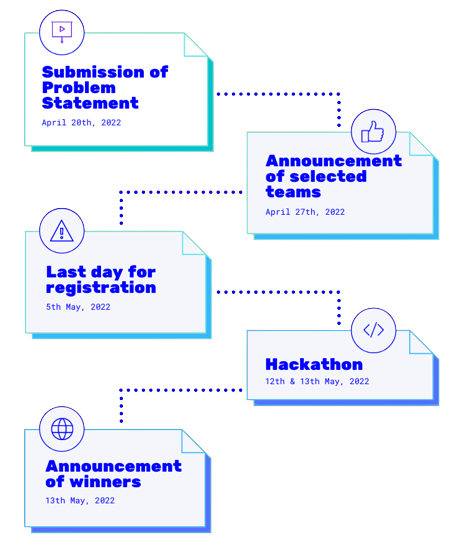 Submission of
Problem
Statement
April 20th, 2022
Announcement
of selected
teams
April 27th, 2022
Last day for
registration
5th May, 2022
Hackathon
12th & 13th May, 2022
Announcement
of winners
13th May, 2022